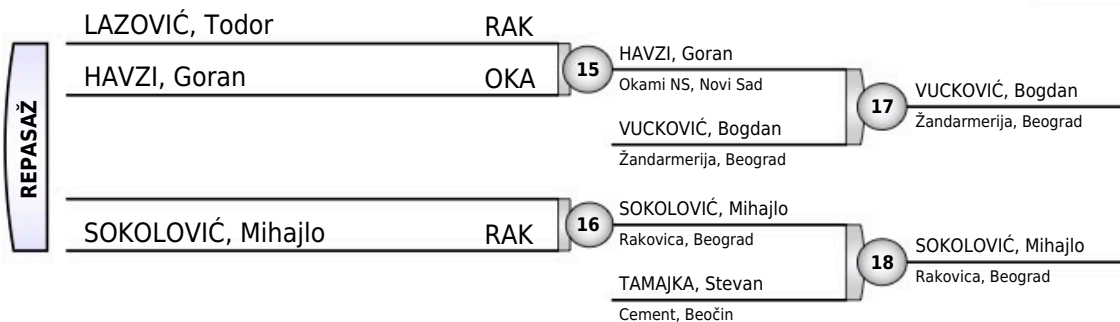 REPASAŽ
LAZOVIĆ, Todor RAK
HAVZI, Goran OKA
15
HAVZI, Goran
Okami NS, Novi Sad
VUCKOVIĆ, Bogdan
Žandarmerija, Beograd
17
VUCKOVIĆ, Bogdan
Žandarmerija, Beograd
SOKOLOVIĆ, Mihajlo RAK
16
SOKOLOVIĆ, Mihajlo
Rakovica, Beograd
TAMAJKA, Stevan
Cement, Beočin
18
SOKOLOVIĆ, Mihajlo
Rakovica, Beograd